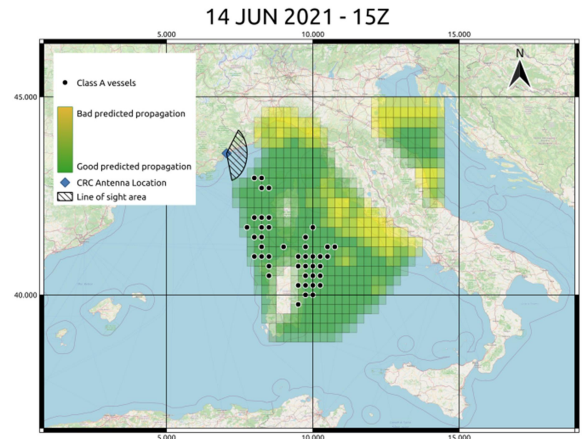 14 JUN 2021 - 15Z
5.000 10.000 15.000
N
Class A vessels
45.000
Bad predicted propagation
Good predicted propagation
CRC Antenna Location
Line of sight area
40.000
5.000 10.000 15.000